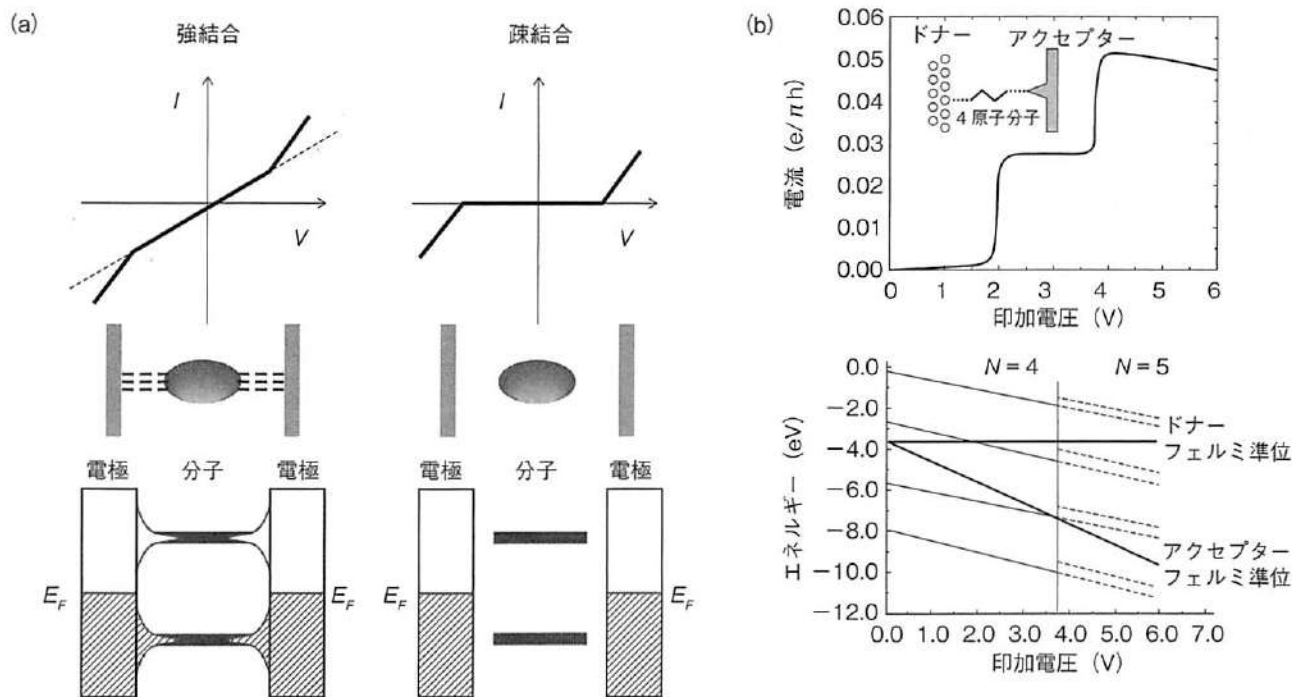 (a)
強結合
疎結合
I
I
V
V
電極
分子
電極
電極
分子
電極
E_F
E_F
E_F
E_F
(b)
0.06
0.05
0.04
0.03
0.02
0.01
0.00
電流 (e/πh)
ドナー
アクセプター
4原子分子
0
1
2
3
4
5
6
印加電圧 (V)
N=4
N=5
0.0
−2.0
−4.0
−6.0
−8.0
−10.0
−12.0
エネルギー (eV)
ドナー
フェルミ準位
アクセプター
フェルミ準位
0.0 1.0 2.0 3.0 4.0 5.0 6.0 7.0
印加電圧 (V)